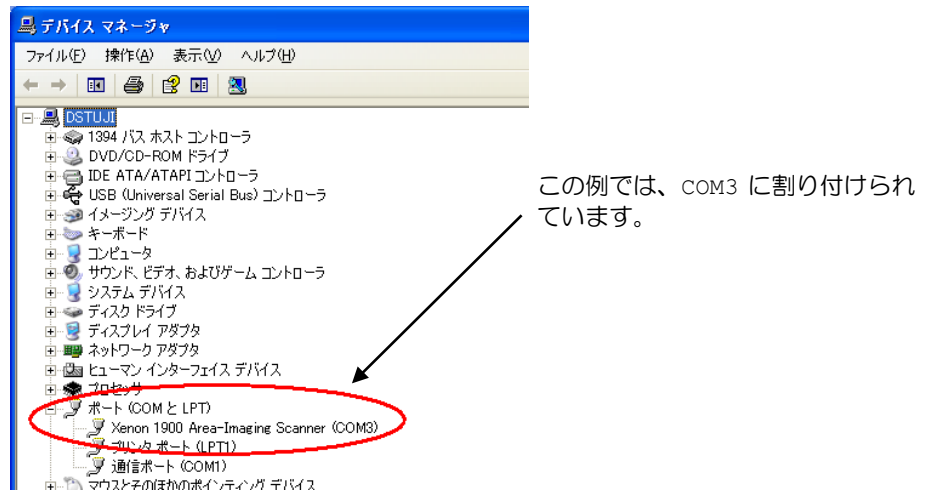 デバイス マネージャ
ファイル(F) 操作(A) 表示(V) ヘルプ(H)
DSTUJI
1394 バス ホスト コントローラ
DVD/CD-ROM ドライブ
IDE ATA/ATAPI コントローラ
USB (Universal Serial Bus) コントローラ
イメージング デバイス
キーボード
コンピュータ
サウンド、ビデオ、およびゲーム コントローラ
システム デバイス
ディスク ドライブ
ディスプレイ アダプタ
ネットワーク アダプタ
ヒューマン インターフェイス デバイス
プロセッサ
ポート (COM と LPT)
Xenon 1900 Area-Imaging Scanner (COM3)
プリンタ ポート (LPT1)
通信ポート (COM1)
マウスとそのほかのポインティング デバイス
この例では、COM3 に割り付けられ
ています。